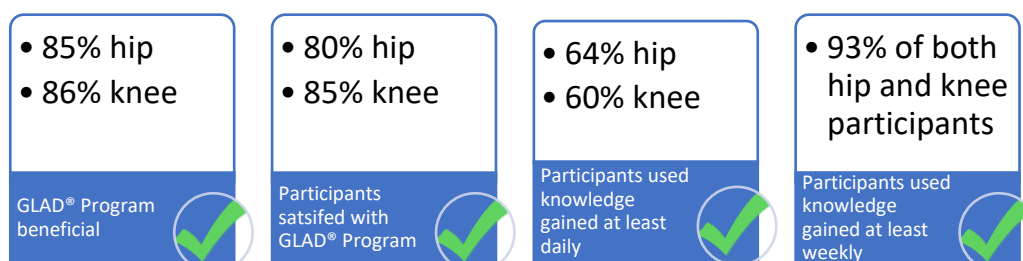 • 85% hip
• 86% knee
GLAD® Program
beneficial
• 80% hip
• 85% knee
Participants
satsifed with
GLAD® Program
• 64% hip
• 60% knee
Participants used
knowledge
gained at least
daily
• 93% of both
hip and knee
participants
Participants used
knowledge
gained at least
weekly